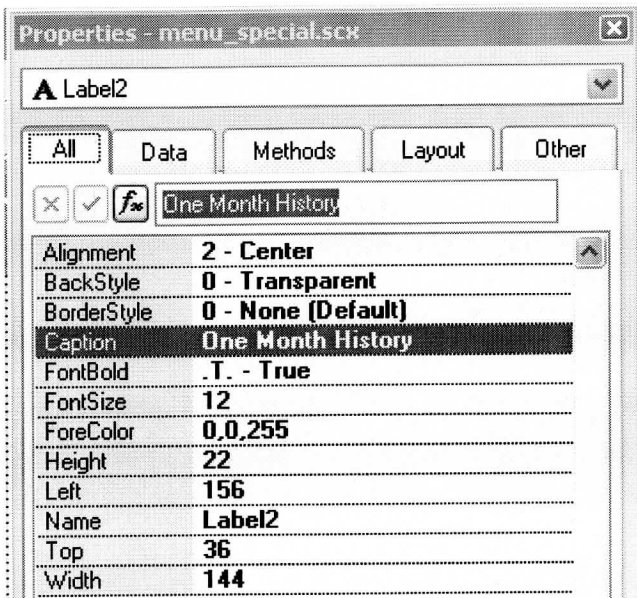 Properties - menu_special.scx
A Label2
All Data Methods Layout Other
fx One Month History
Alignment 2 - Center
BackStyle 0 - Transparent
BorderStyle 0 - None (Default)
Caption One Month History
FontBold .T. - True
FontSize 12
ForeColor 0,0,255
Height 22
Left 156
Name Label2
Top 36
Width 144